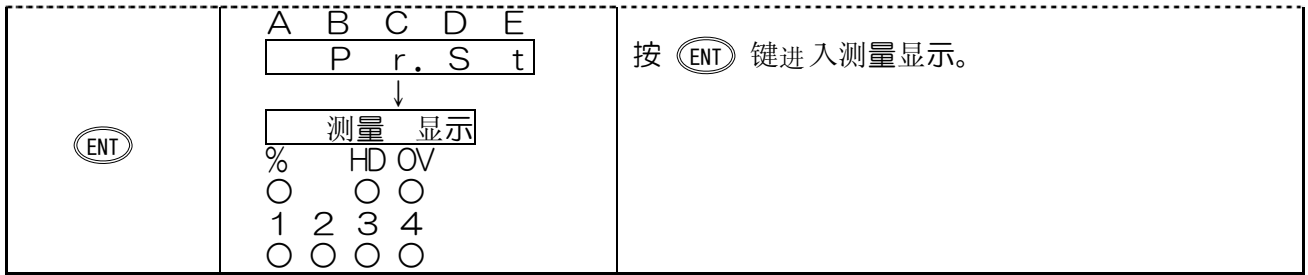 ENT
A B C D E
P r. S t
↓
测量 显示
% HD OV
○ ○ ○
1 2 3 4
○ ○ ○ ○
按 ENT 键进入测量显示。